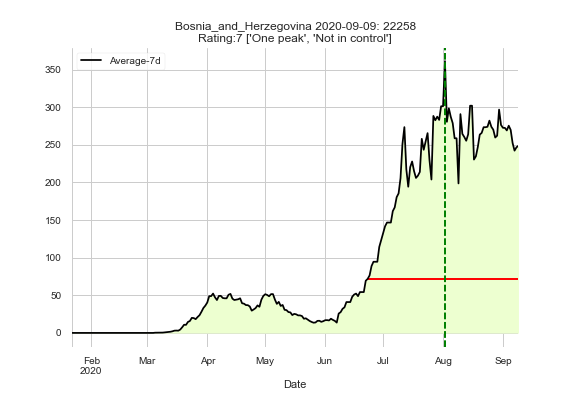 Bosnia_and_Herzegovina 2020-09-09: 22258
Rating:7 ['One peak', 'Not in control']
Average-7d
350
300
250
200
150
100
50
0
Feb Mar Apr May Jun Jul Aug Sep
2020
Date